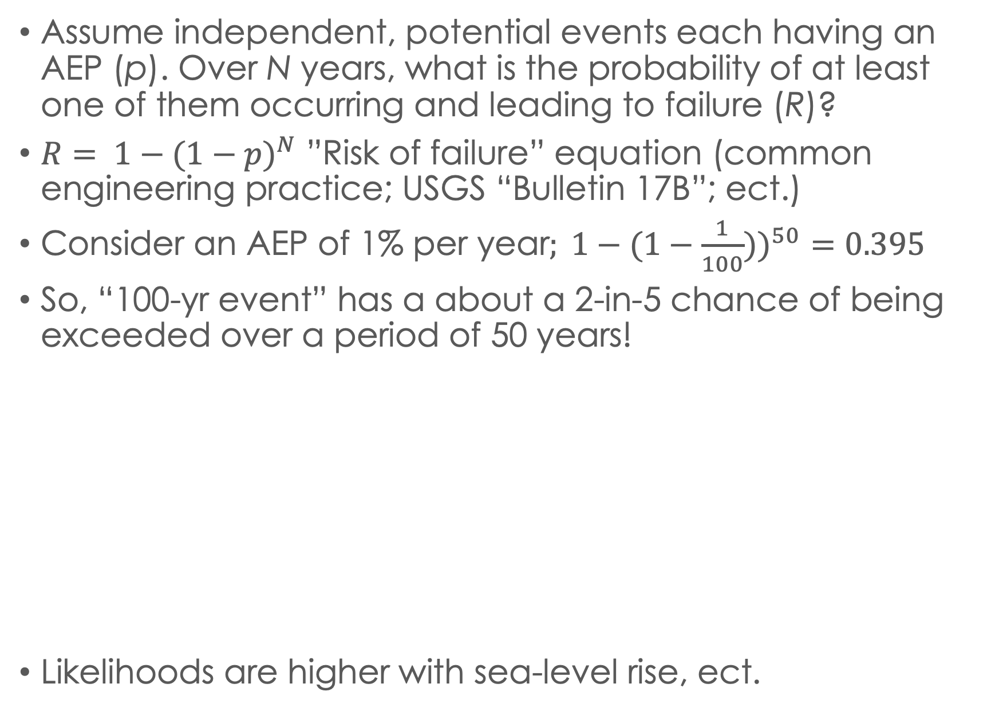 • Assume independent, potential events each having an
AEP (p). Over N years, what is the probability of at least
one of them occurring and leading to failure (R)?
• R = 1 − (1 − p)^N ”Risk of failure” equation (common
engineering practice; USGS “Bulletin 17B”; ect.)
• Consider an AEP of 1% per year; 1 − (1 − 1/100))^50 = 0.395
• So, “100-yr event” has a about a 2-in-5 chance of being
exceeded over a period of 50 years!
• Likelihoods are higher with sea-level rise, ect.